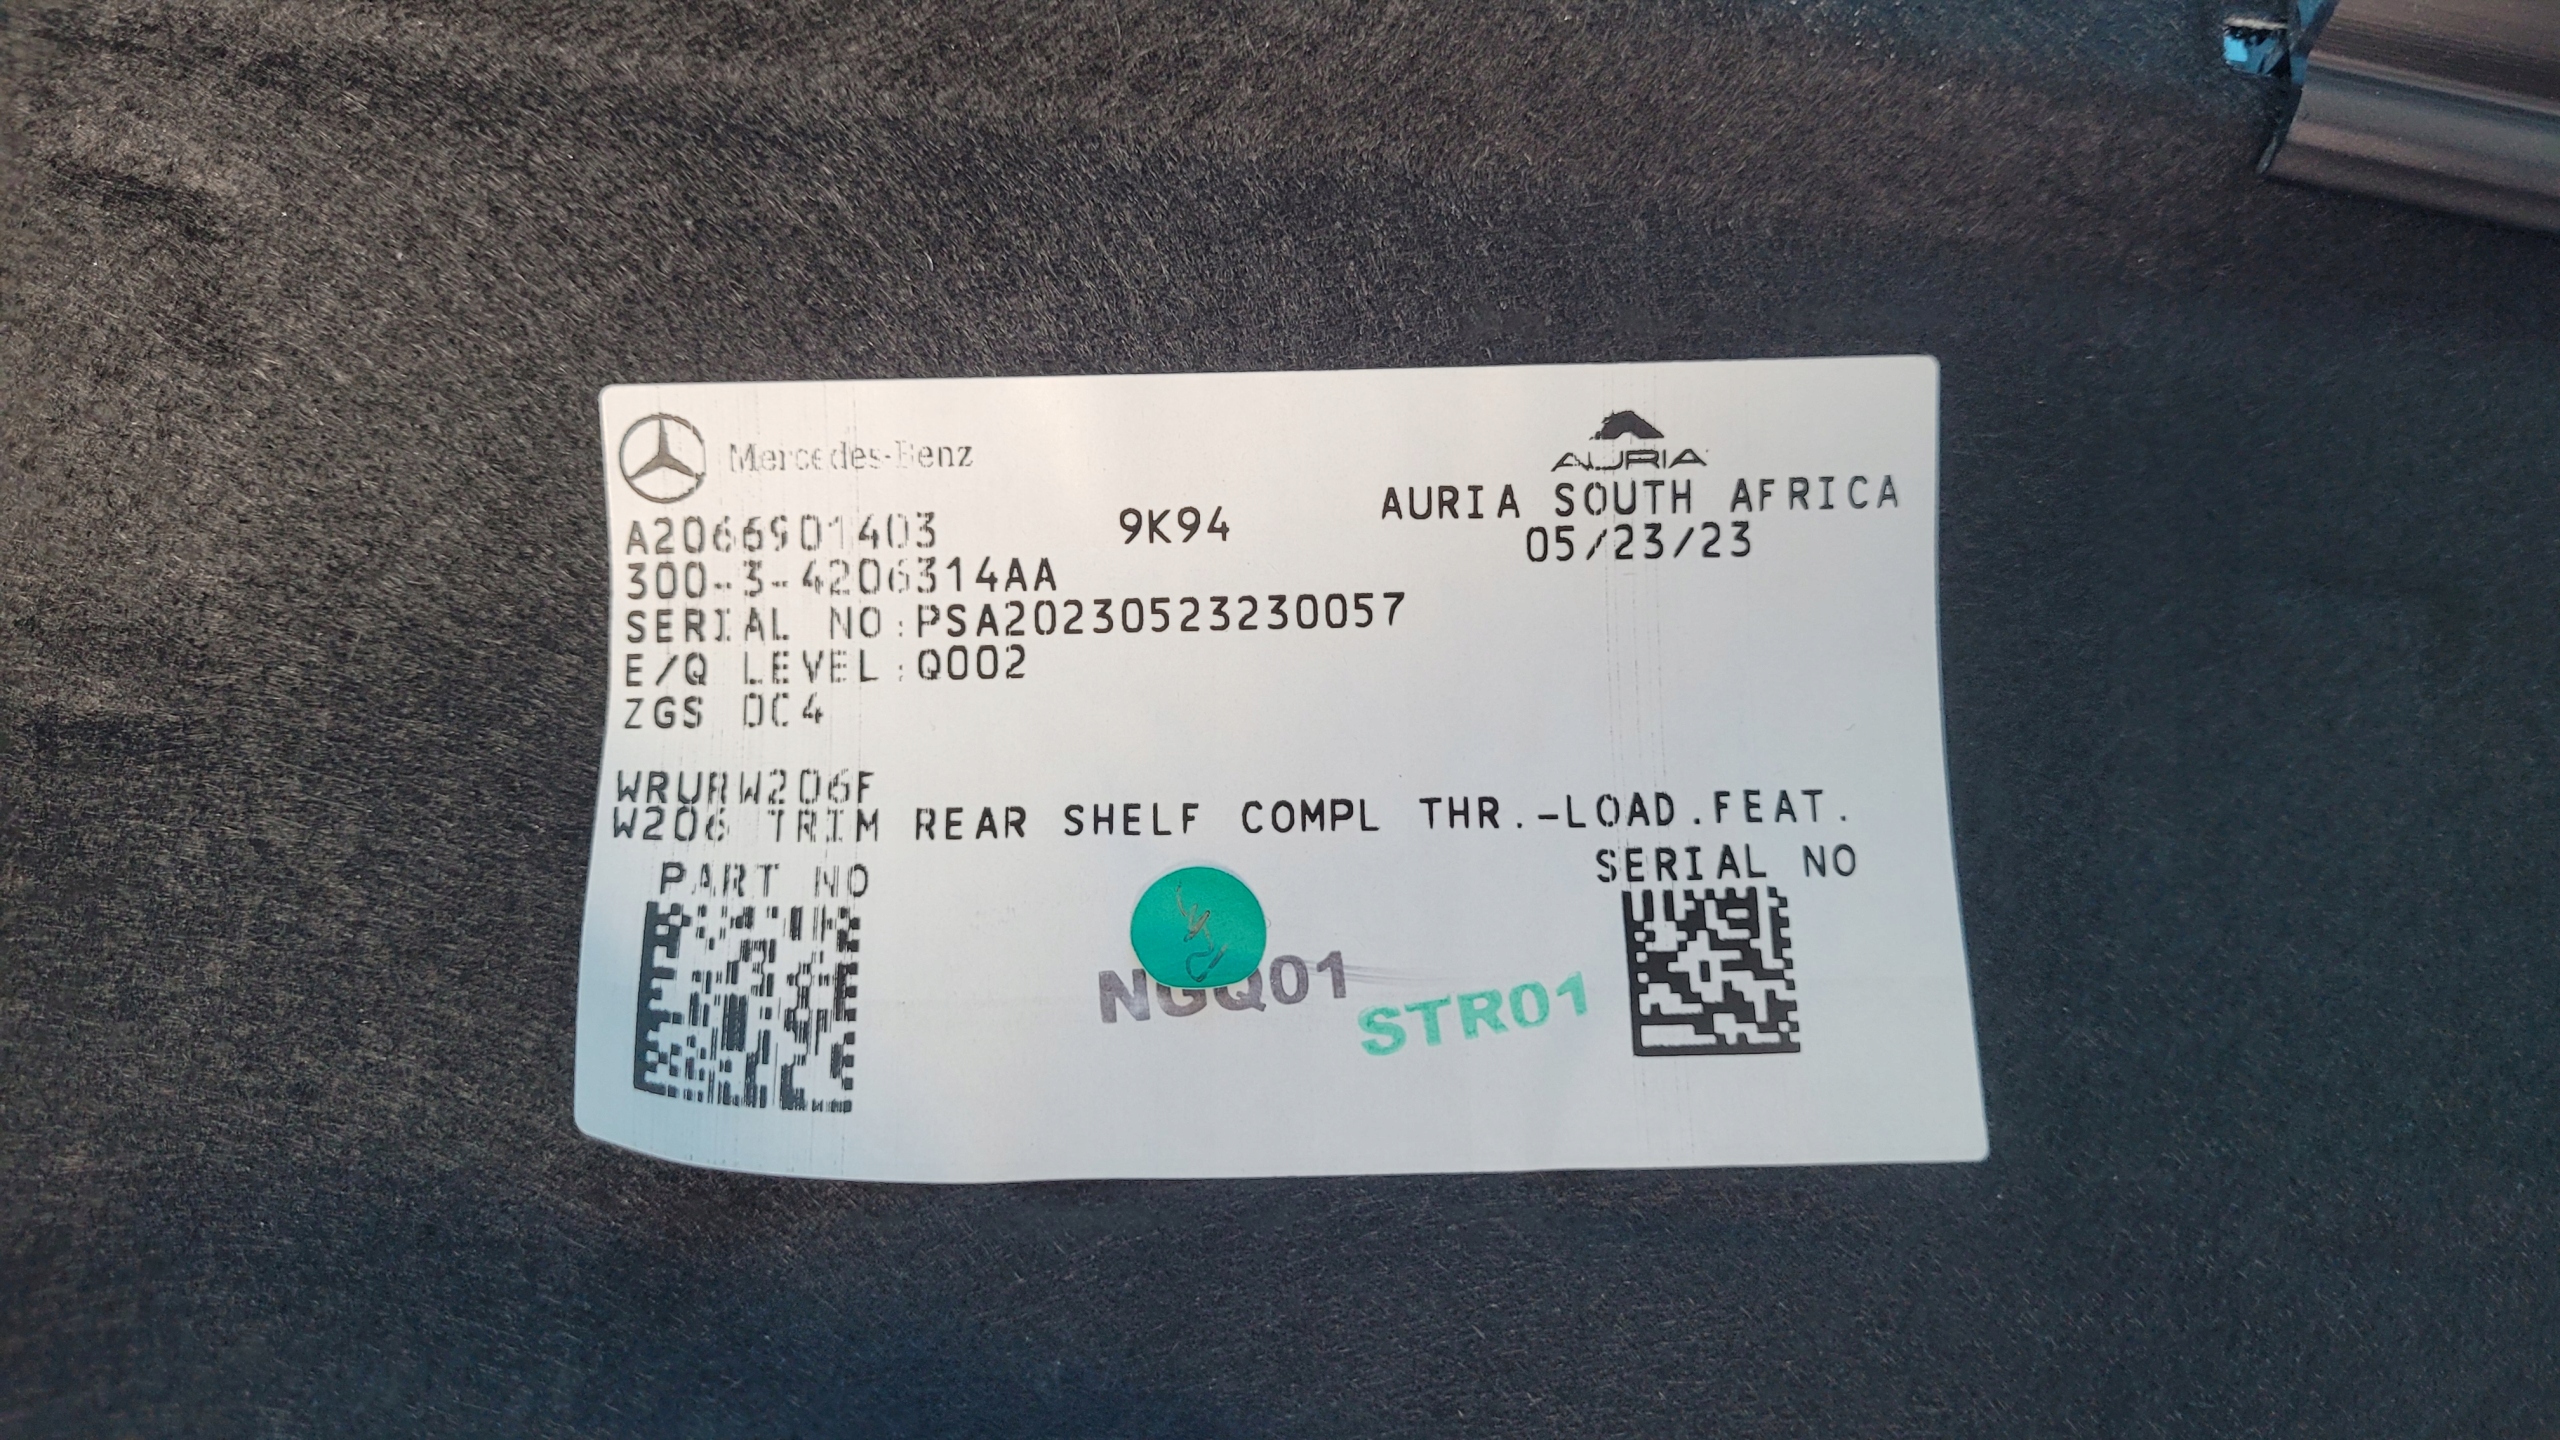 Mercedes-Benz
AURIA
A2066901403 9K94 AURIA SOUTH AFRICA
05/23/23
300-3-4206314AA
SERIAL NO:PSA20230523230057
E/Q LEVEL:Q002
ZGS DC4
WRURW206F
W206 TRIM REAR SHELF COMPL THR.-LOAD.FEAT.
PART NO
SERIAL NO
NGQ01
STR01